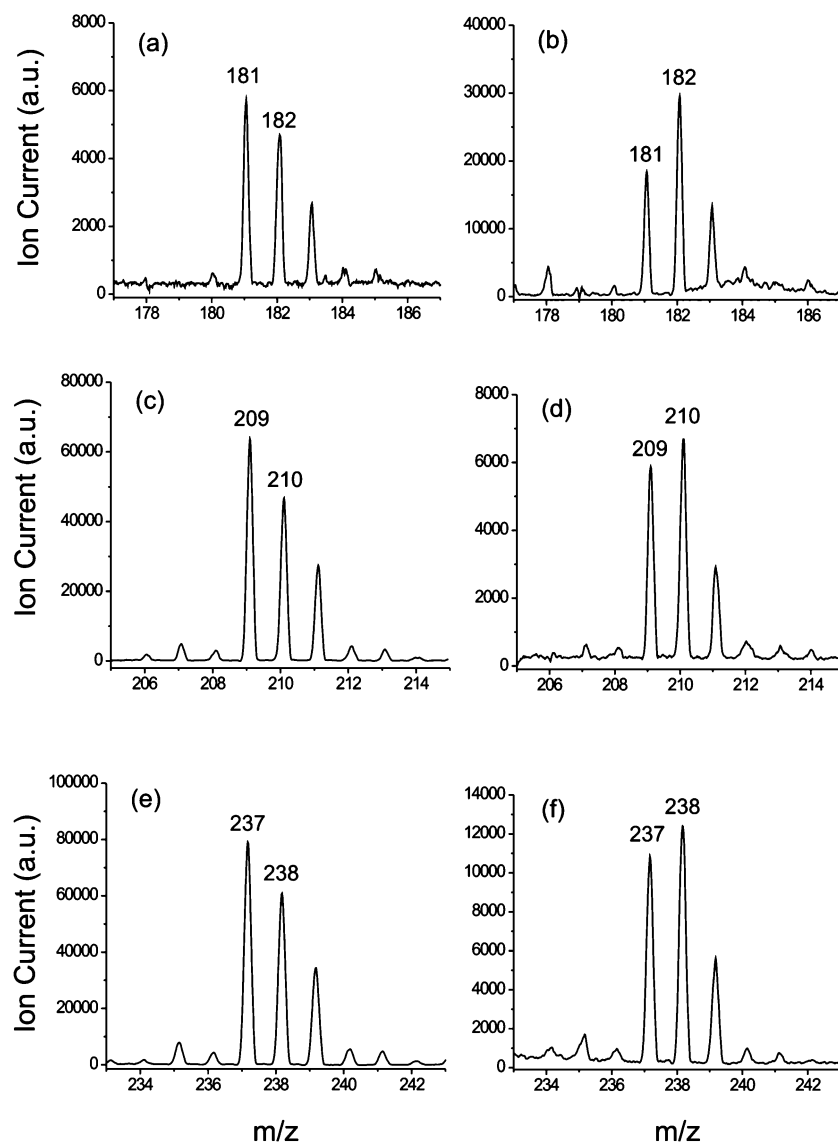 (a)
8000
6000
4000
2000
0
181
182
178 180 182 184 186
Ion Current (a.u.)
(b)
40000
30000
20000
10000
0
181
182
178 180 182 184 186
(c)
80000
60000
40000
20000
0
209
210
206 208 210 212 214
Ion Current (a.u.)
(d)
8000
6000
4000
2000
0
209
210
206 208 210 212 214
(e)
100000
80000
60000
40000
20000
0
237
238
234 236 238 240 242
Ion Current (a.u.)
m/z
(f)
14000
12000
10000
8000
6000
4000
2000
0
237
238
234 236 238 240 242
m/z